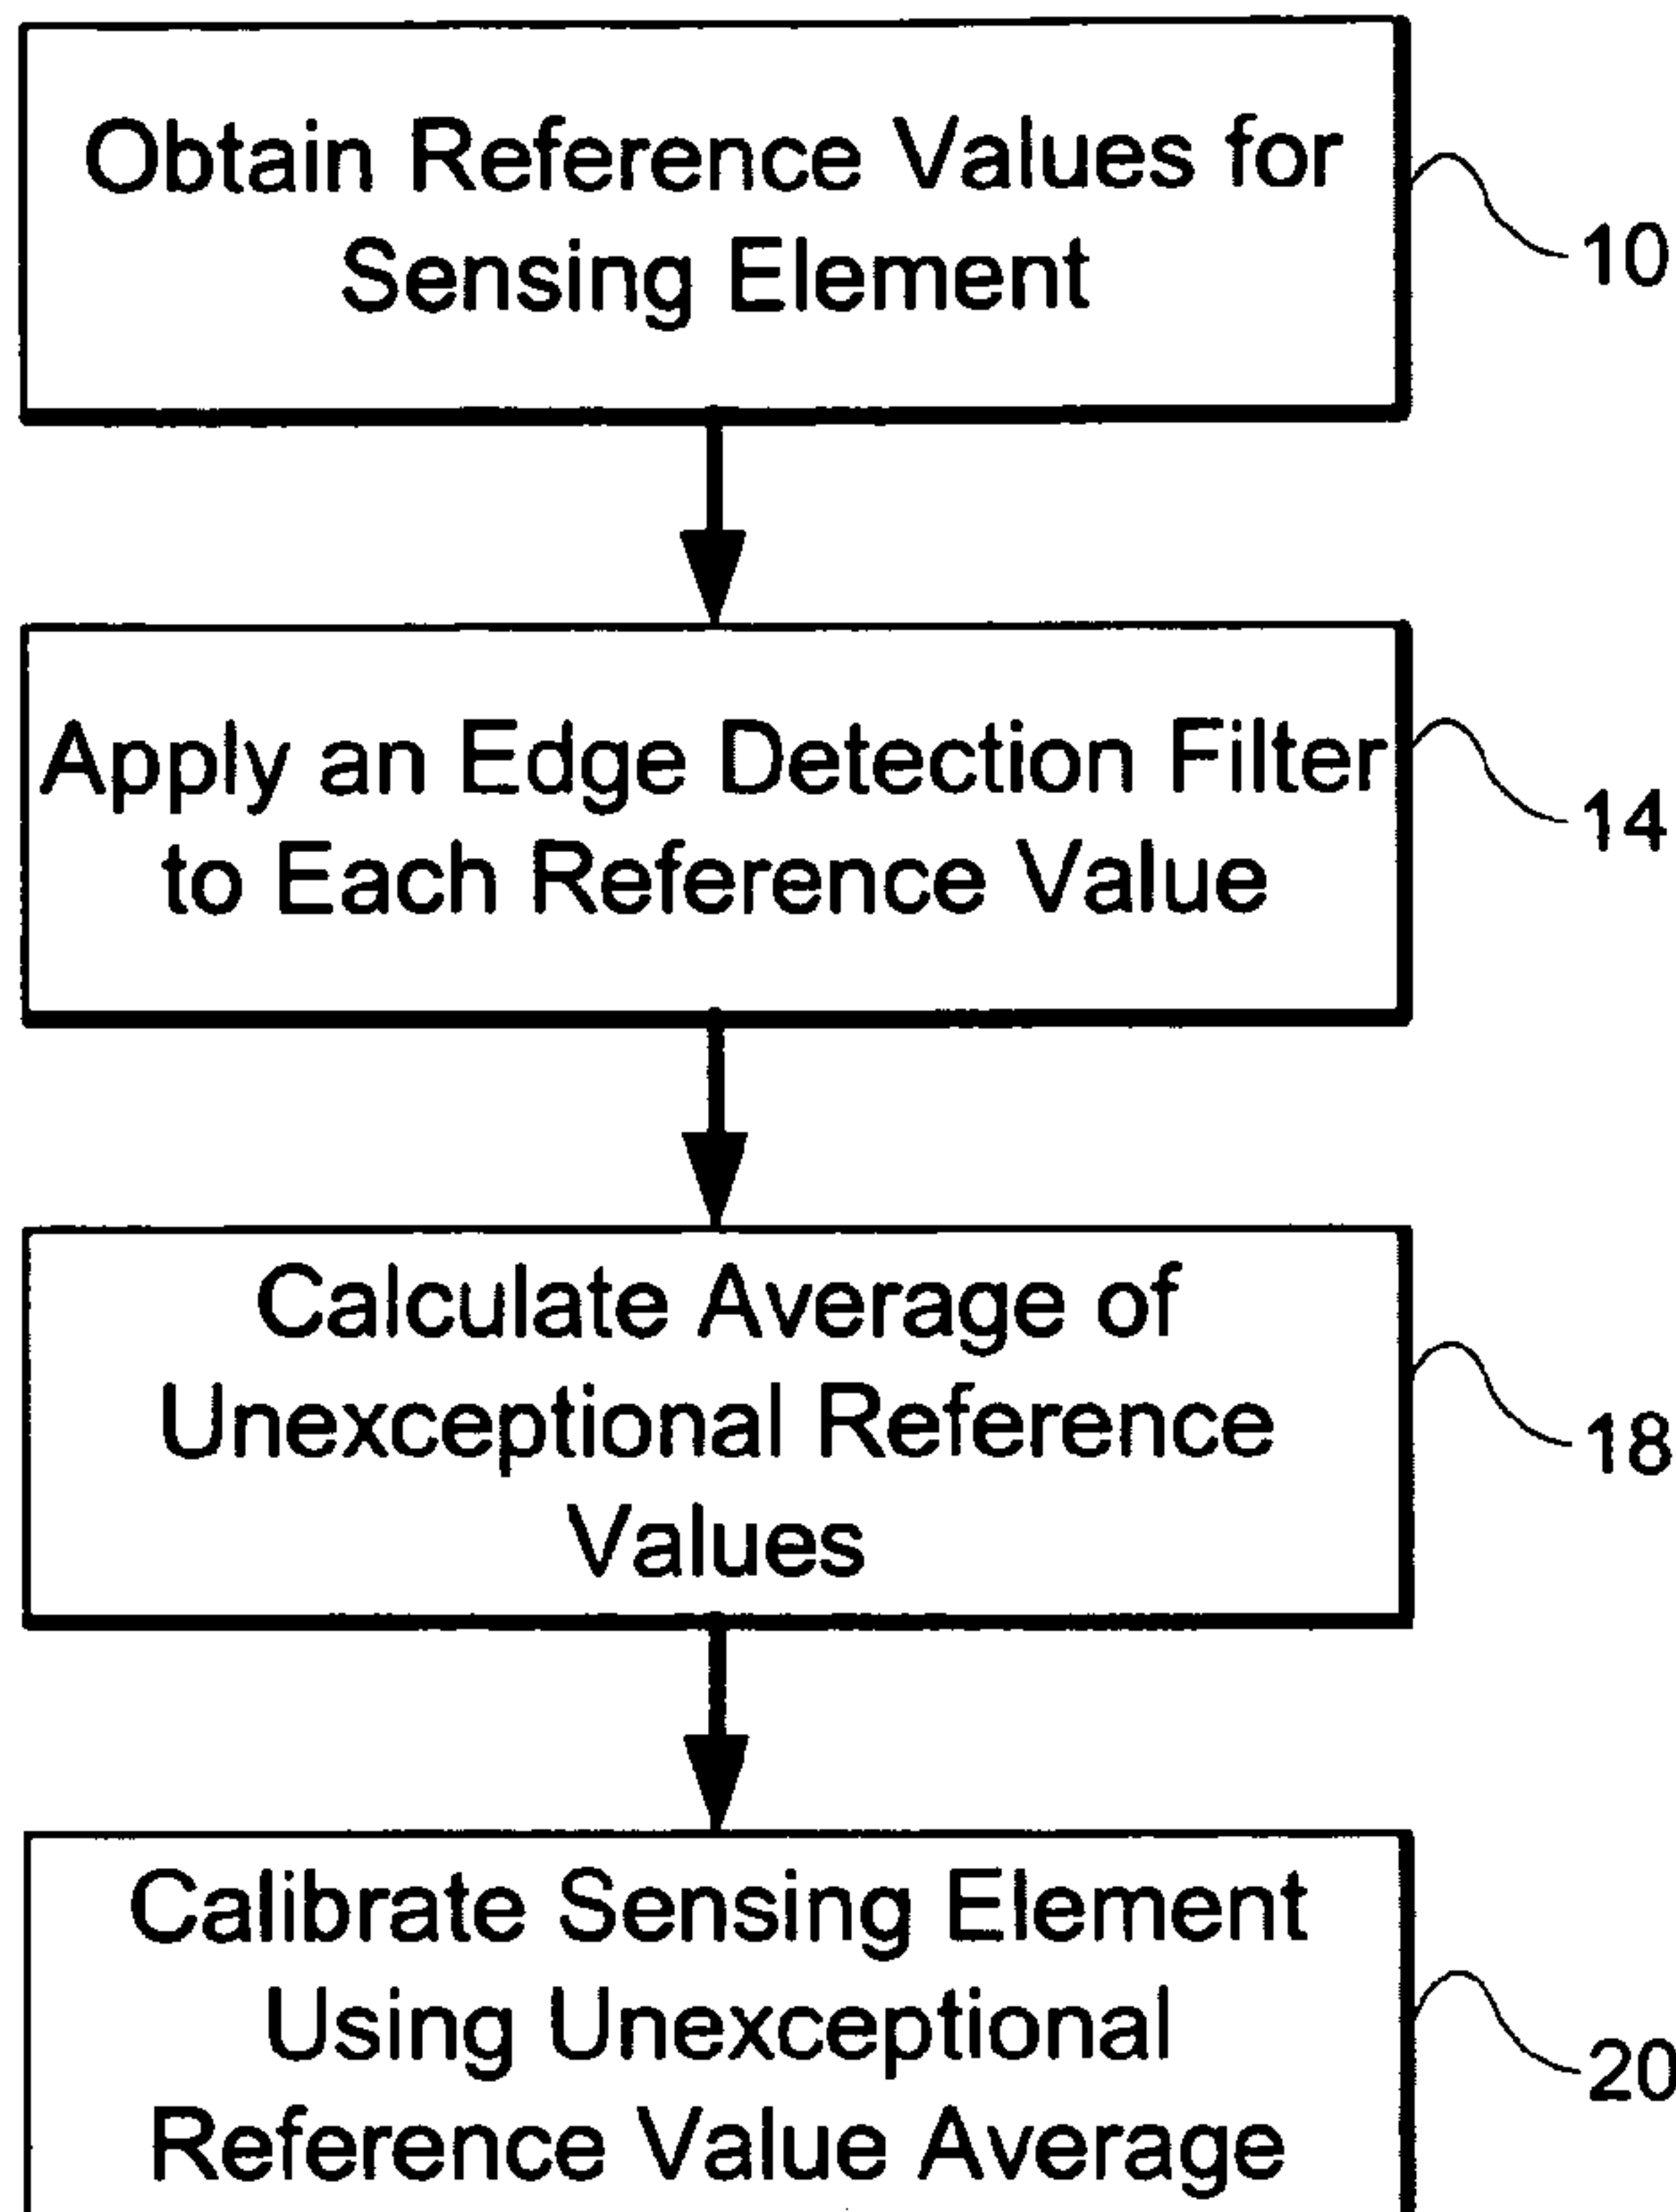 Obtain Reference Values for
Sensing Element
10
Apply an Edge Detection Filter
to Each Reference Value
14
Calculate Average of
Unexceptional Reference
Values
18
Calibrate Sensing Element
Using Unexceptional
Reference Value Average
20